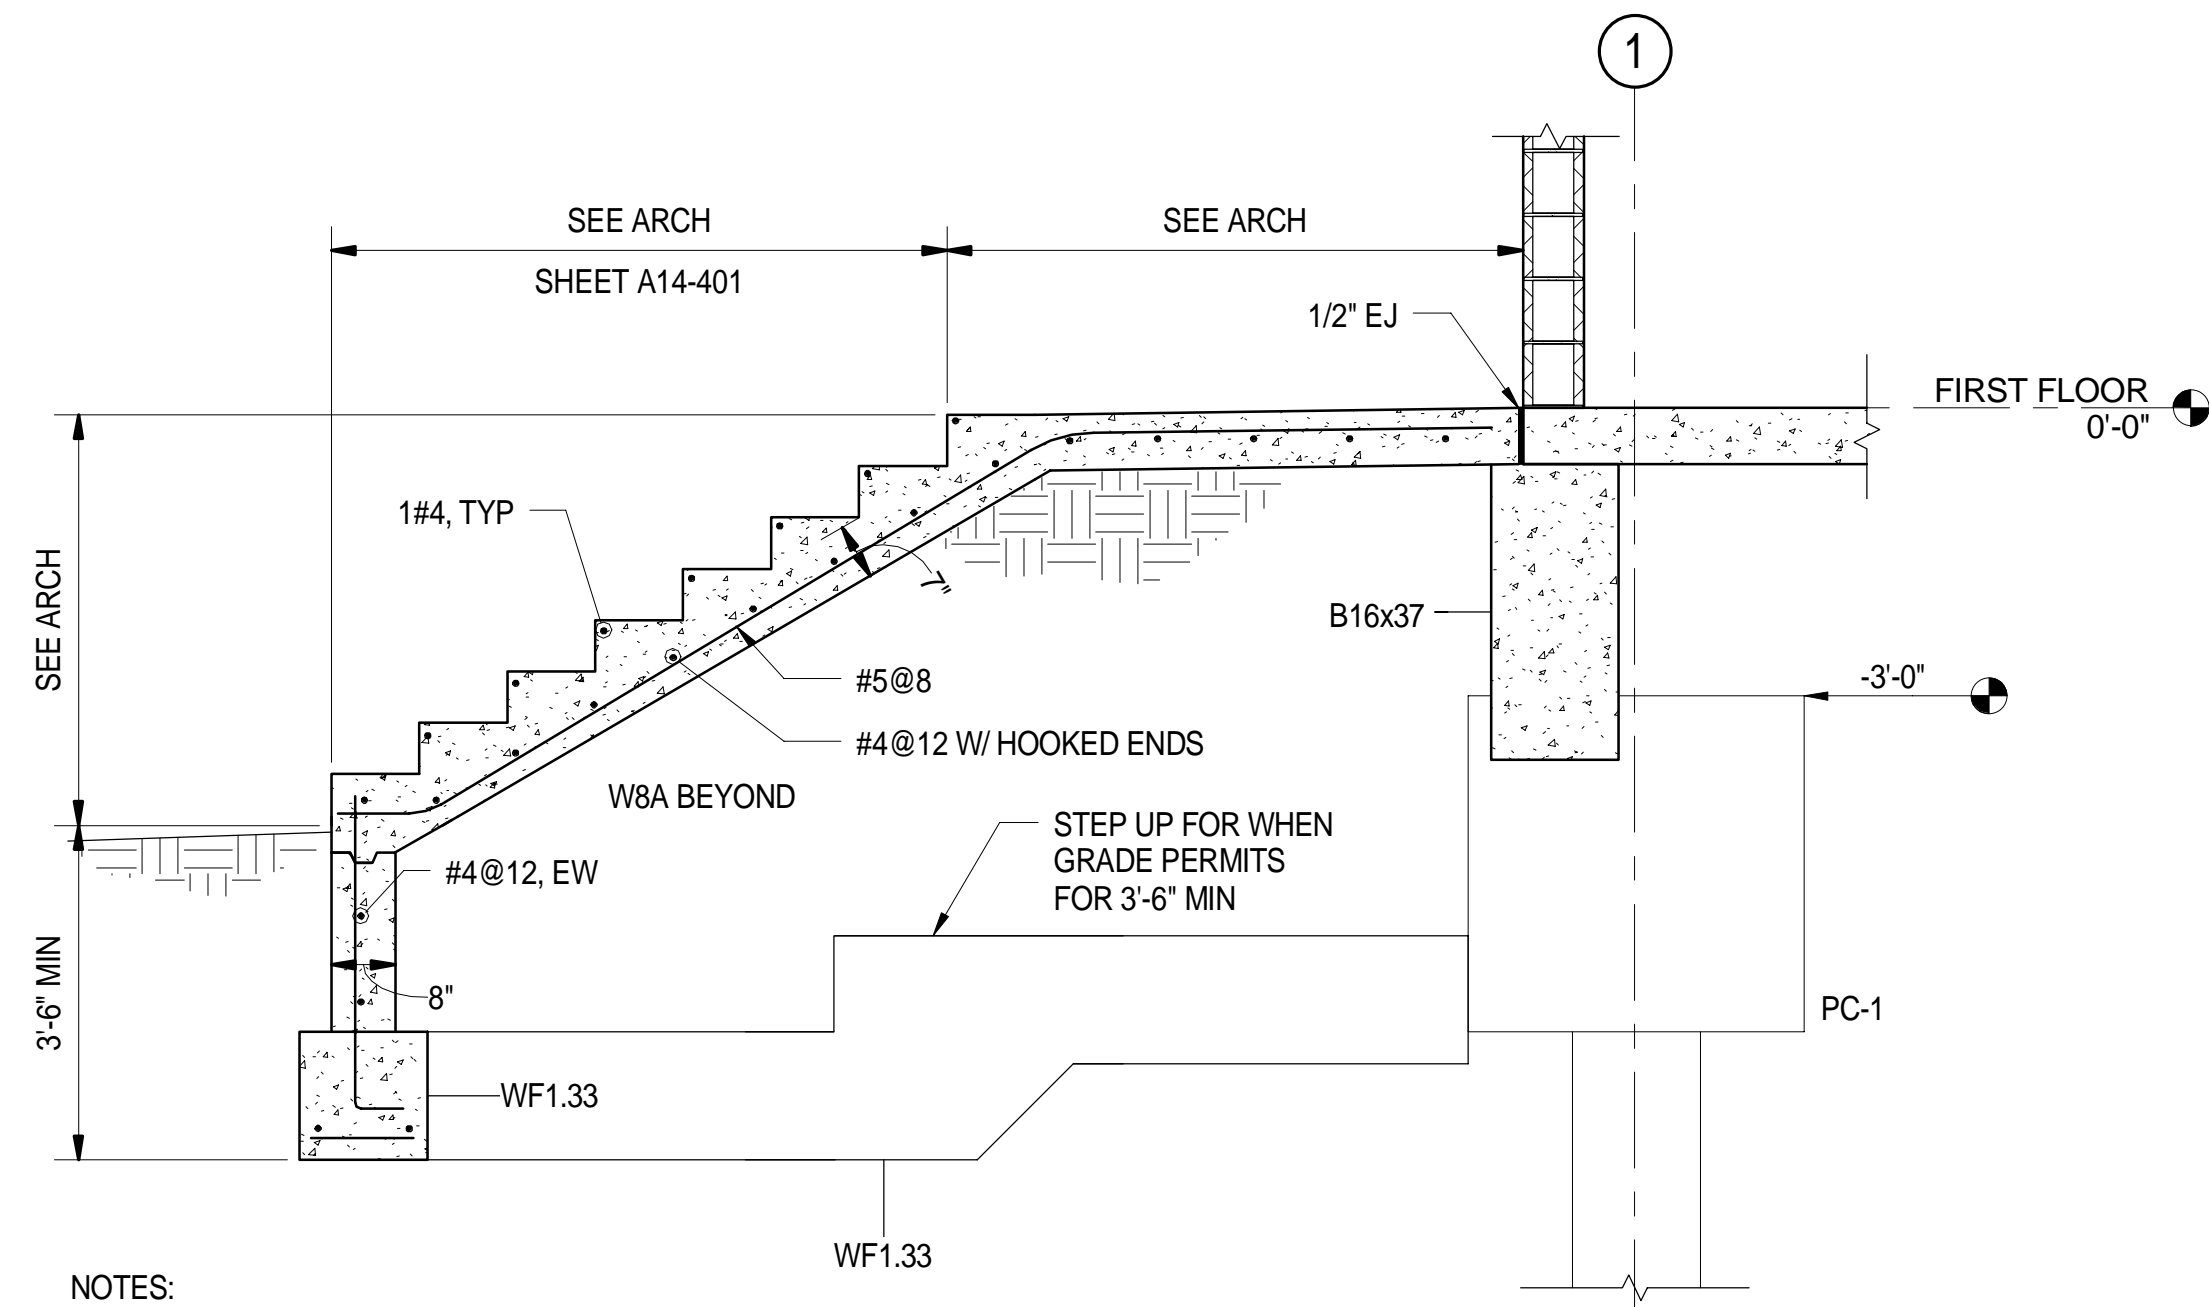 1
SEE ARCH
SEE ARCH
SHEET A14-401
1/2" EJ
FIRST FLOOR
0'-0"
1#4, TYP
7"
SEE ARCH
B16x37
#5@8
-3'-0"
#4@12 W/ HOOKED ENDS
W8A BEYOND
STEP UP FOR WHEN
GRADE PERMITS
FOR 3'-6" MIN
#4@12, EW
3'-6" MIN
8"
PC-1
WF1.33
WF1.33
NOTES: